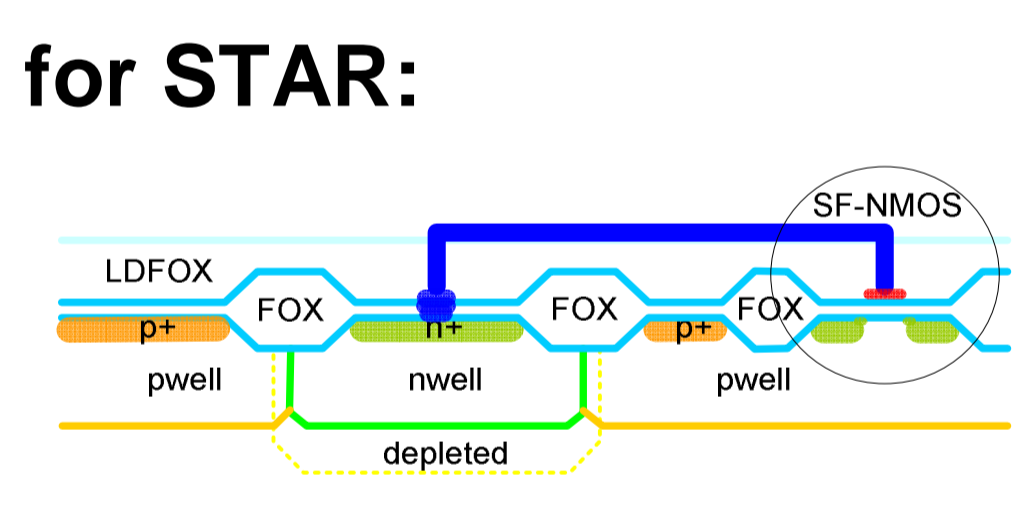 for STAR:
SF-NMOS
LDFOX
FOX
FOX
FOX
p+
n+
p+
pwell
nwell
pwell
depleted